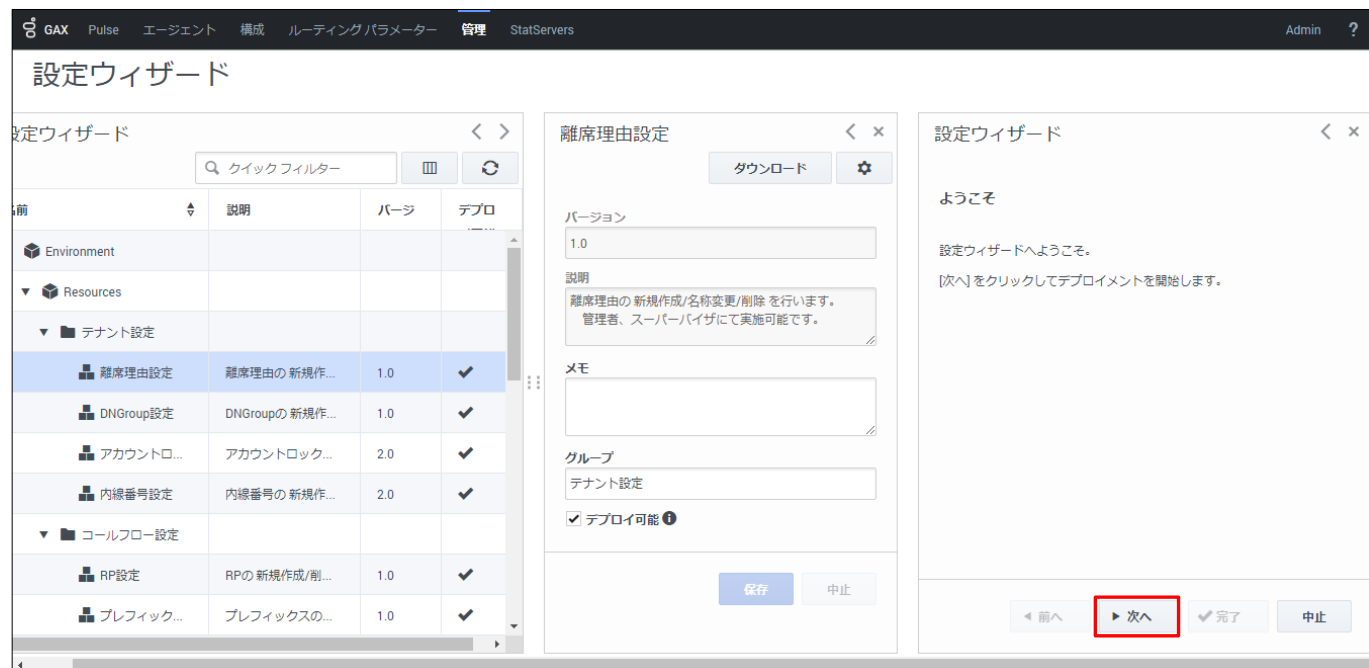 GAX Pulse エージェント 構成 ルーティング パラメーター 管理 StatServers Admin ?
設定ウィザード
設定ウィザード
クイック フィルター
名前 説明 バージ デプロ
Environment
Resources
テナント設定
離席理由設定 離席理由の 新規作... 1.0
DNGroup設定 DNGroupの 新規作... 1.0
アカウントロ... アカウントロック... 2.0
内線番号設定 内線番号の 新規作... 2.0
コールフロー設定
RP設定 RPの 新規作成/削... 1.0
プレフィック... プレフィックスの... 1.0
離席理由設定
ダウンロード
バージョン
1.0
説明
離席理由の 新規作成/名称変更/削除 を行います。
管理者、スーパーバイザにて実施可能です。
メモ
グループ
テナント設定
デプロイ可能
保存 中止
設定ウィザード
ようこそ
設定ウィザードへようこそ。
[次へ] をクリックしてデプロイメントを開始します。
前へ 次へ 完了 中止